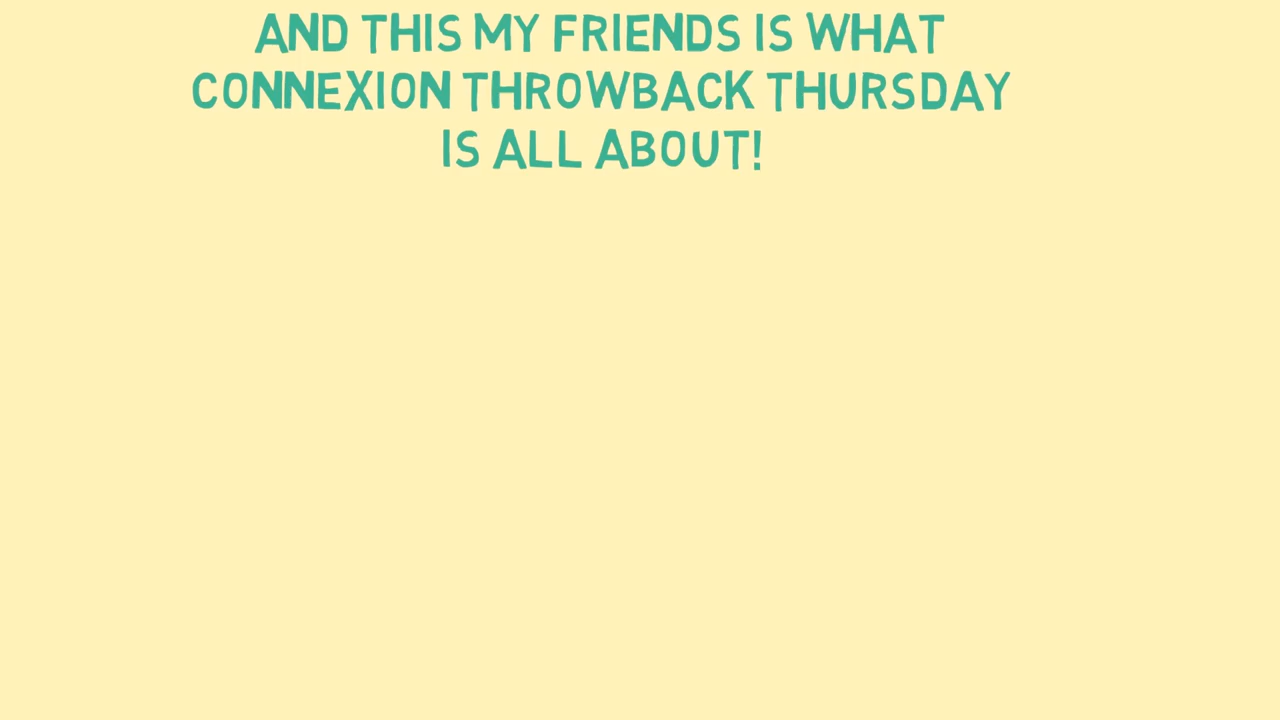 AND THIS MY FRIENDS IS WHAT
CONNEXION THROWBACK THURSDAY
IS ALL ABOUT!